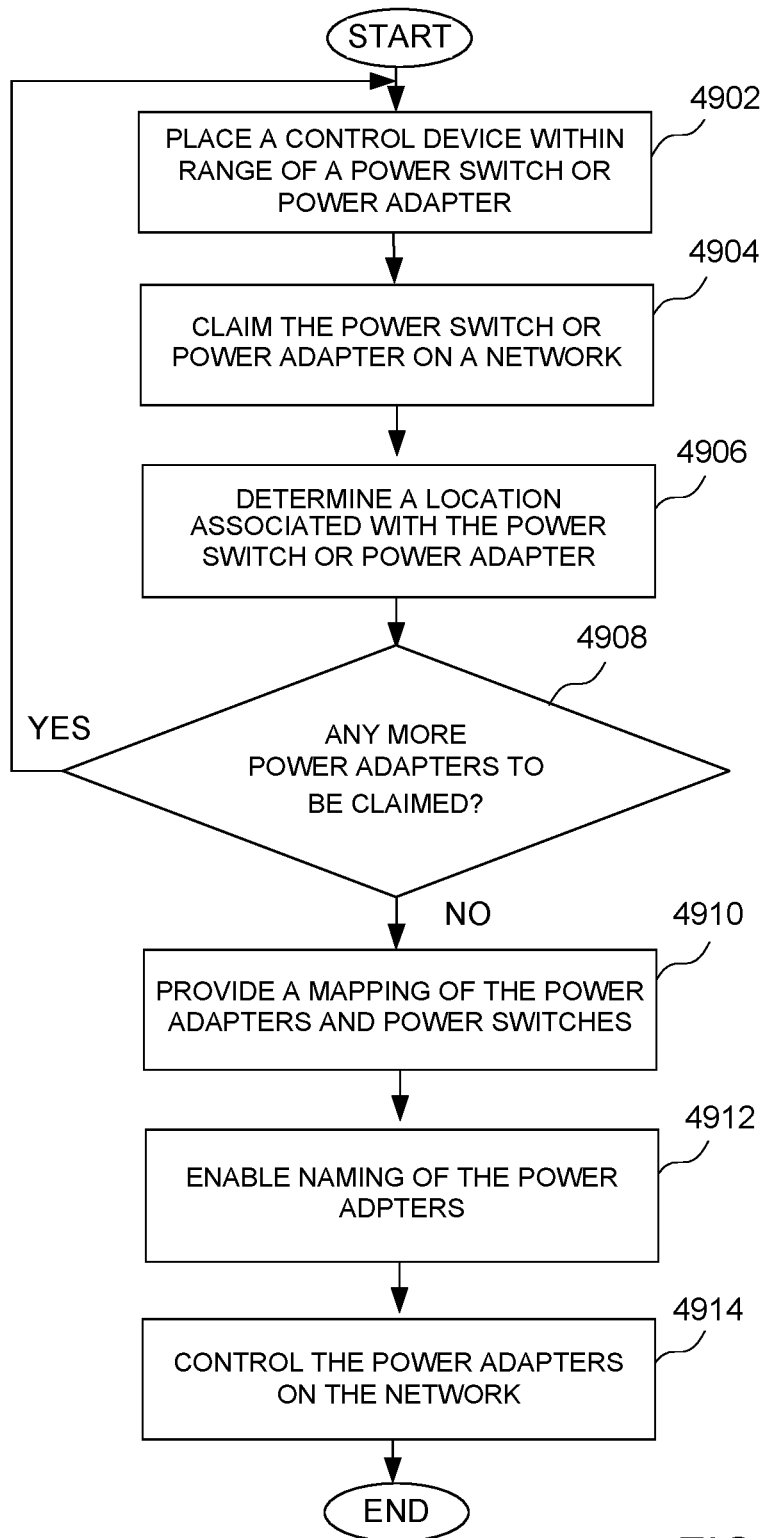 START
4902
PLACE A CONTROL DEVICE WITHIN
RANGE OF A POWER SWITCH OR
POWER ADAPTER
4904
CLAIM THE POWER SWITCH OR
POWER ADAPTER ON A NETWORK
4906
DETERMINE A LOCATION
ASSOCIATED WITH THE POWER
SWITCH OR POWER ADAPTER
4908
YES
ANY MORE
POWER ADAPTERS TO
BE CLAIMED?
NO
4910
PROVIDE A MAPPING OF THE POWER
ADAPTERS AND POWER SWITCHES
4912
ENABLE NAMING OF THE POWER
ADPTERS
4914
CONTROL THE POWER ADAPTERS
ON THE NETWORK
END